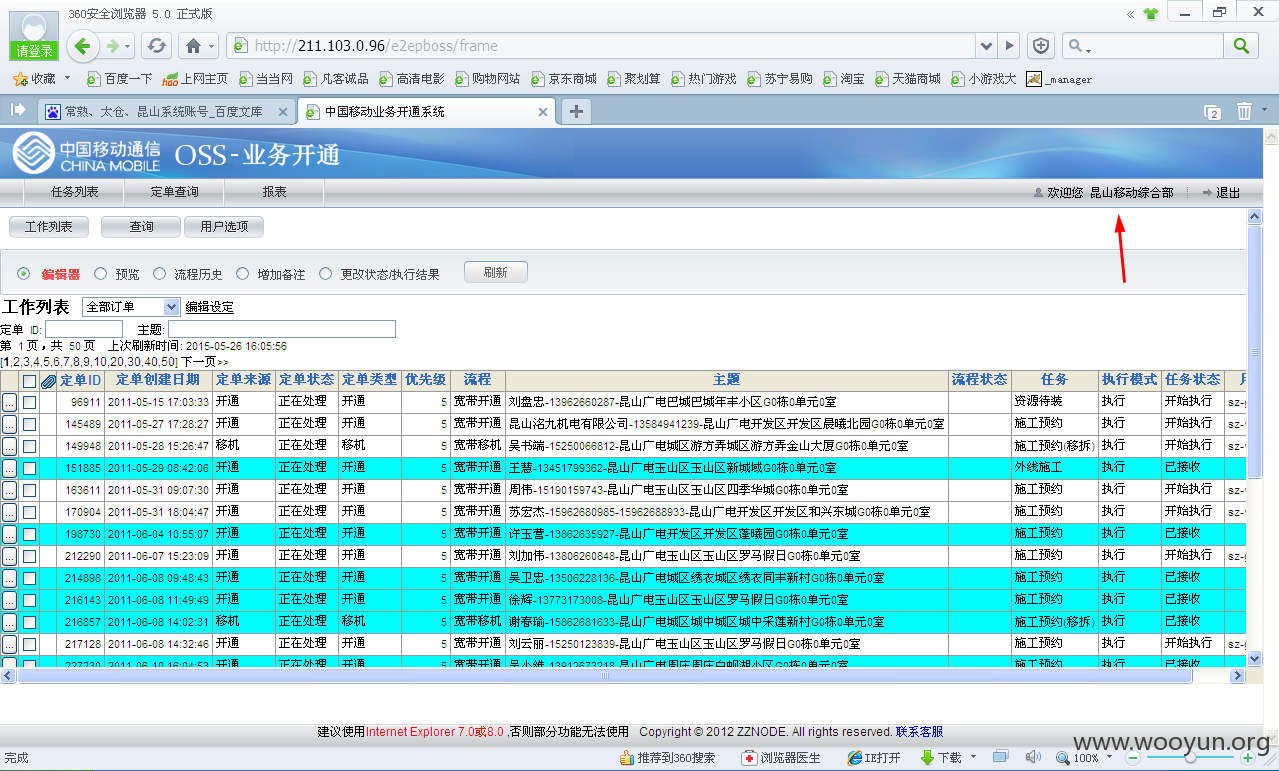 360安全浏览器 5.0 正式版
请登录
http://211.103.0.96/e2epboss/frame
收藏 百度一下 上网主页 当当网 凡客诚品 高清电影 购物网站 京东商城 聚划算 热门游戏 苏宁易购 淘宝 天猫商城 小游戏大 _manager
常熟、太仓、昆山系统账号_百度文库 中国移动业务开通系统 2
中国移动通信 CHINA MOBILE OSS-业务开通
任务列表 定单查询 报表 欢迎您 昆山移动综合部 退出
工作列表 查询 用户选项
编辑器 预览 流程历史 增加备注 更改状态/执行结果 刷新
工作列表 全部订单 编辑设定
定单 ID: 主题:
第 1页，共 50页 上次刷新时间: 2015-05-26 16:05:56
[1,2,3,4,5,6,7,8,9,10,20,30,40,50] 下一页>>
定单ID 定单创建日期 定单来源 定单状态 定单类型 优先级 流程 主题 流程状态 任务 执行模式 任务状态
... 96911 2011-05-15 17:03:33 开通 正在处理 开通 5 宽带开通 刘盘忠-13962660287-昆山广电巴城巴城年丰小区G0栋0单元0室 资源待装 执行 开始执行 sz-
... 145489 2011-05-27 17:28:27 开通 正在处理 开通 5 宽带开通 昆山洺九机电有限公司-13584941239-昆山广电开发区开发区晨曦北园G0栋0单元0室 施工预约 执行 开始执行 sz-
... 149948 2011-05-28 15:26:47 移机 正在处理 移机 5 宽带移机 吴书端-15250066812-昆山广电城区游方弄城区游方弄金山大厦G0栋0单元0室 施工预约(移拆) 执行 开始执行 sz-
... 151885 2011-05-29 08:42:06 开通 正在处理 开通 5 宽带开通 王慧-13451799362-昆山广电玉山区玉山区新城域G0栋0单元0室 外线施工 执行 已接收
... 163611 2011-05-31 09:07:30 开通 正在处理 开通 5 宽带开通 周伟-15190159743-昆山广电玉山区玉山区四季华城G0栋0单元0室 施工预约 执行 开始执行 sz-
... 170904 2011-05-31 18:04:47 开通 正在处理 开通 5 宽带开通 苏宏杰-15962680985-15962688933-昆山广电开发区开发区和兴东城G0栋0单元0室 施工预约 执行 开始执行 sz-
... 198730 2011-06-04 10:55:07 开通 正在处理 开通 5 宽带开通 许玉营-13862635927-昆山广电开发区开发区蓬曦园G0栋0单元0室 施工预约 执行 已接收
... 212290 2011-06-07 15:23:09 开通 正在处理 开通 5 宽带开通 刘加伟-13806260848-昆山广电玉山区玉山区罗马假日G0栋0单元0室 施工预约 执行 开始执行 sz-
... 214898 2011-06-08 09:48:43 开通 正在处理 开通 5 宽带开通 吴卫忠-13506228136-昆山广电城区绣衣城区绣衣同丰新村G0栋0单元0室 施工预约 执行 已接收
... 216143 2011-06-08 11:49:49 开通 正在处理 开通 5 宽带开通 徐辉-13773173008-昆山广电玉山区玉山区罗马假日G0栋0单元0室 施工预约 执行 已接收
... 216857 2011-06-08 14:02:31 移机 正在处理 移机 5 宽带移机 谢春瑜-15862681633-昆山广电城区城中城区城中采莲新村G0栋0单元0室 施工预约(移拆) 执行 已接收
... 217128 2011-06-08 14:32:46 开通 正在处理 开通 5 宽带开通 刘云丽-15250123839-昆山广电玉山区玉山区罗马假日G0栋0单元0室 施工预约 执行 开始执行 sz-
227230 2011-06-10 16:04:53 开通 正在处理 开通 5 宽带开通 施工预约 执行 已接收
建议使用Internet Explorer 7.0或8.0 ,否则部分功能无法使用 Copyright © 2012 ZZNODE. All rights reserved. 联系客服
www.wooyun.org
完成 推荐到360搜索 浏览器医生 IE打开 下载 100%